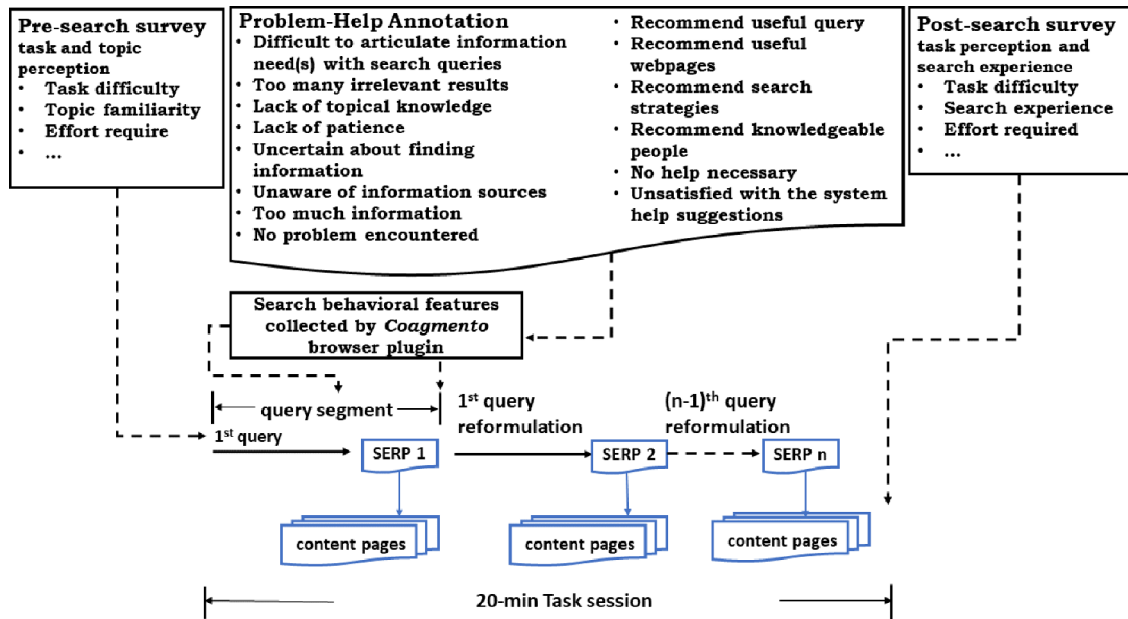 Pre-search survey
task and topic
perception
• Task difficulty
• Topic familiarity
• Effort require
• ...
Problem-Help Annotation
• Difficult to articulate information
need(s) with search queries
• Too many irrelevant results
• Lack of topical knowledge
• Lack of patience
• Uncertain about finding
information
• Unaware of information sources
• Too much information
• No problem encountered
• Recommend useful query
• Recommend useful
webpages
• Recommend search
strategies
• Recommend knowledgeable
people
• No help necessary
• Unsatisfied with the system
help suggestions
Post-search survey
task perception and
search experience
• Task difficulty
• Search experience
• Effort required
• ...
Search behavioral features
collected by Coagmento
browser plugin
query segment
1st query
SERP 1
1st query
reformulation
SERP 2
(n-1)th query
reformulation
SERP n
content pages
content pages
content pages
20-min Task session